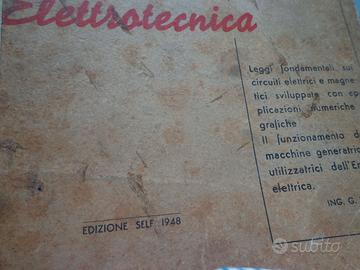 Elettrotecnica
Leggi fondamentali sui
circuiti elettrici e magne
tici sviluppate con
plicazioni numeriche
grafiche
Il funzionamento
macchine generatric
utilizzatrici dell'En
elettrica.
ING. G.
EDIZIONE SELF 1948
subito